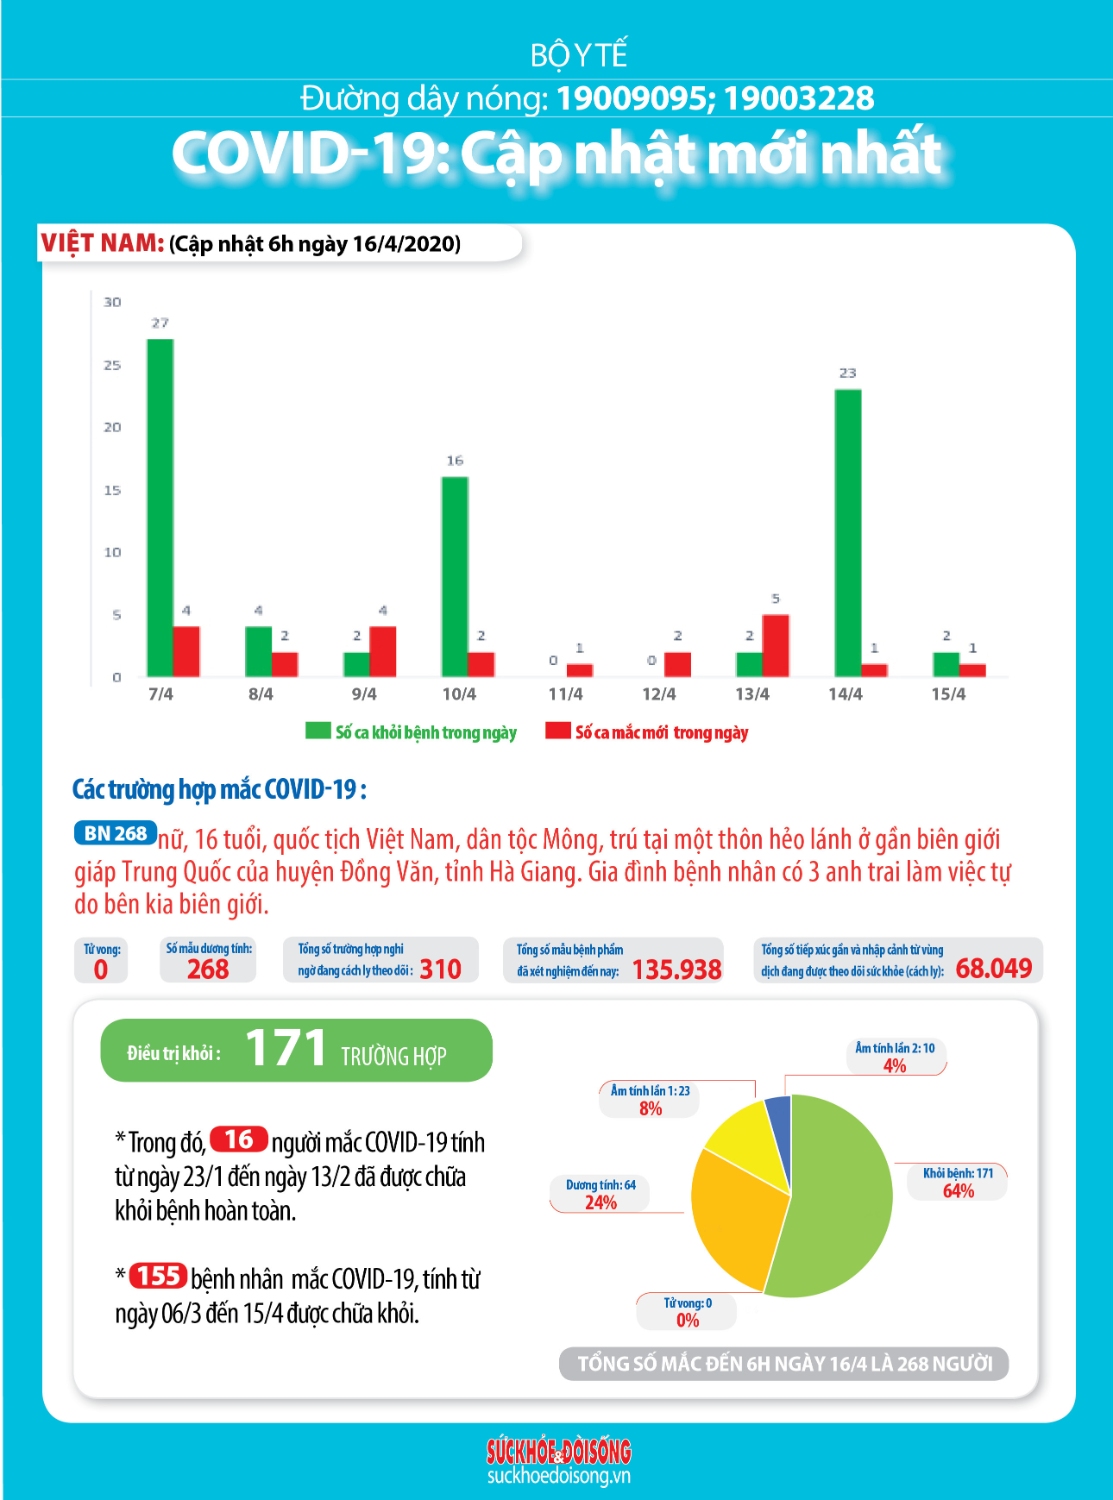 BỘ Y TẾ
Đường dây nóng: 19009095; 19003228
COVID-19: Cập nhật mới nhất
VIỆT NAM: (Cập nhật 6h ngày 16/4/2020)
30
25
20
15
10
5
0
27
4
4
2
2
4
16
2
0
1
0
2
2
5
23
1
2
1
7/4
8/4
9/4
10/4
11/4
12/4
13/4
14/4
15/4
Số ca khỏi bệnh trong ngày
Số ca mắc mới trong ngày
Các trường hợp mắc COVID-19 :
BN 268 nữ, 16 tuổi, quốc tịch Việt Nam, dân tộc Mông, trú tại một thôn hẻo lánh ở gần biên giới
giáp Trung Quốc của huyện Đồng Văn, tỉnh Hà Giang. Gia đình bệnh nhân có 3 anh trai làm việc tự
do bên kia biên giới.
Tử vong:
0
Số mẫu dương tính:
268
Tổng số trường hợp nghi
ngờ đang cách ly theo dõi : 310
Tổng số mẫu bệnh phẩm
đã xét nghiệm đến nay: 135.938
Tổng số tiếp xúc gần và nhập cảnh từ vùng
dịch đang được theo dõi sức khỏe (cách ly): 68.049
Điều trị khỏi : 171 TRƯỜNG HỢP
* Trong đó, 16 người mắc COVID-19 tính
từ ngày 23/1 đến ngày 13/2 đã được chữa
khỏi bệnh hoàn toàn.
* 155 bệnh nhân mắc COVID-19, tính từ
ngày 06/3 đến 15/4 được chữa khỏi.
Âm tính lần 2: 10
4%
Âm tính lần 1: 23
8%
Khỏi bệnh: 171
64%
Dương tính: 64
24%
Tử vong: 0
0%
TỔNG SỐ MẮC ĐẾN 6H NGÀY 16/4 LÀ 268 NGƯỜI
SỨC KHỎE & ĐỜI SỐNG
suckhoedoisong.vn